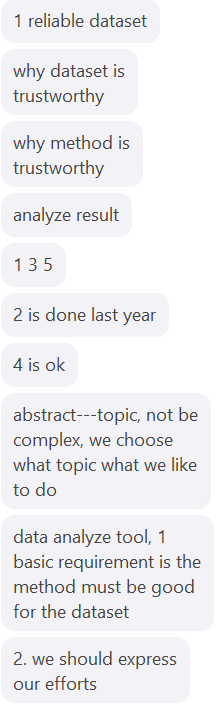 1 reliable dataset
why dataset is
trustworthy
why method is
trustworthy
analyze result
1 3 5
2 is done last year
4 is ok
abstract---topic, not be
complex, we choose
what topic what we like
to do
data analyze tool, 1
basic requirement is the
method must be good
for the dataset
2. we should express
our efforts